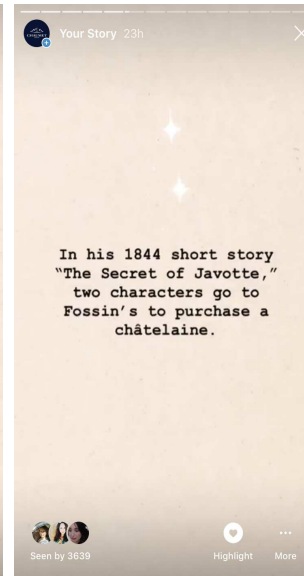 Your Story 23h
In his 1844 short story
“The Secret of Javotte,”
two characters go to
Fossin’s to purchase a
châtelaine.
Seen by 3639
Highlight
More